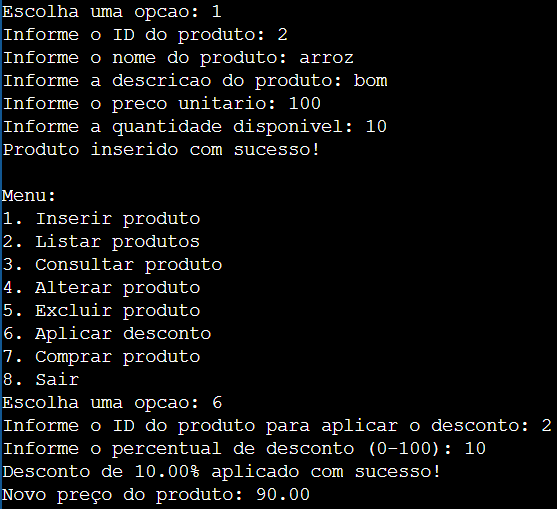 Escolha uma opcao: 1
Informe o ID do produto: 2
Informe o nome do produto: arroz
Informe a descricao do produto: bom
Informe o preco unitario: 100
Informe a quantidade disponivel: 10
Produto inserido com sucesso!

Menu:
1. Inserir produto
2. Listar produtos
3. Consultar produto
4. Alterar produto
5. Excluir produto
6. Aplicar desconto
7. Comprar produto
8. Sair
Escolha uma opcao: 6
Informe o ID do produto para aplicar o desconto: 2
Informe o percentual de desconto (0-100): 10
Desconto de 10.00% aplicado com sucesso!
Novo preço do produto: 90.00